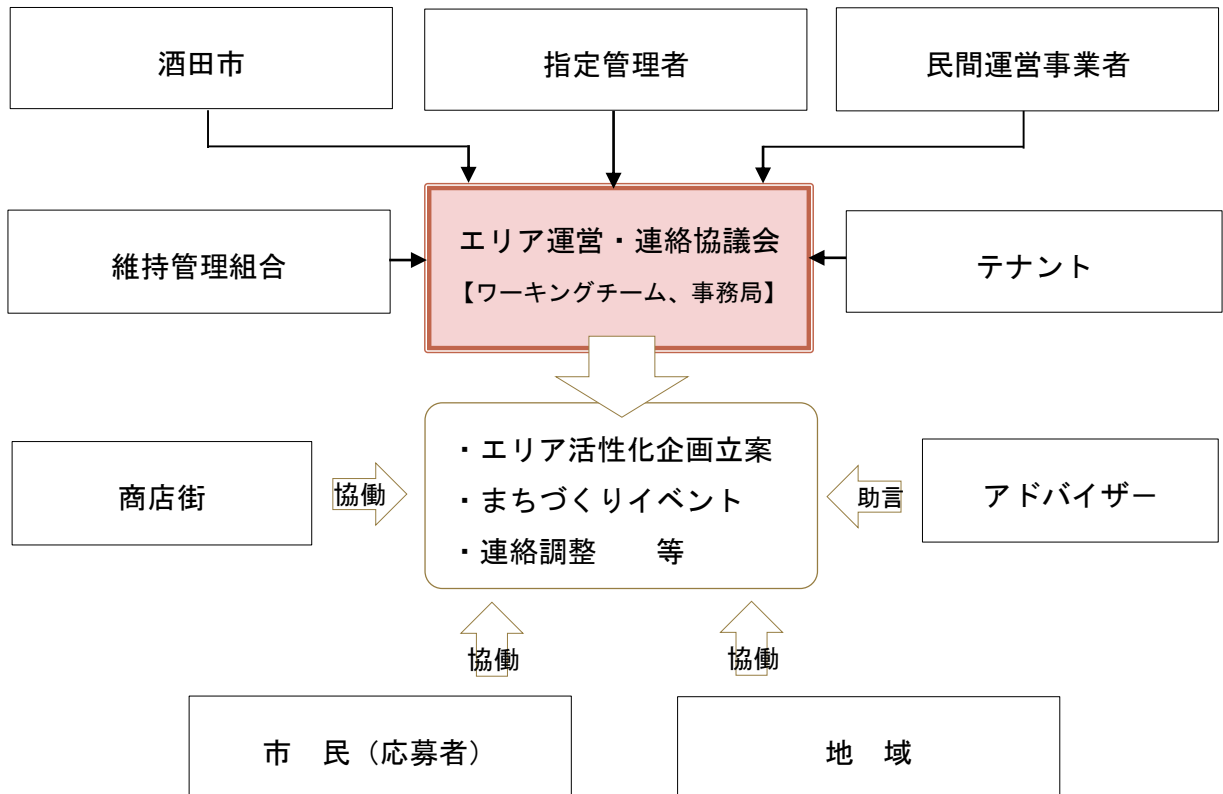 酒田市
指定管理者
民間運営事業者
エリア運営・連絡協議会
【ワーキングチーム、事務局】
維持管理組合
テナント
・エリア活性化企画立案
・まちづくりイベント
・連絡調整　　等
商店街
協働
助言
アドバイザー
協働
協働
市　民（応募者）
地　域